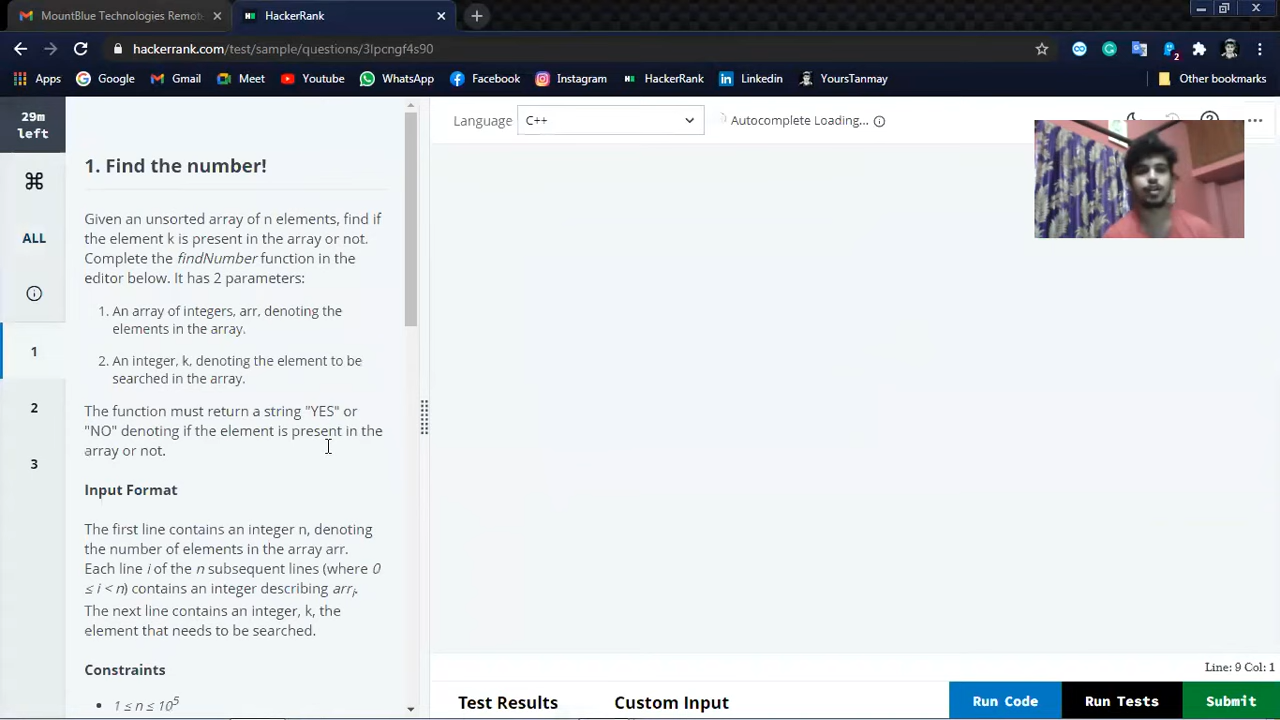 MountBlue Technologies Remot
HackerRank
hackerrank.com/test/sample/questions/3lpcngf4s90
2
Apps Google Gmail Meet Youtube WhatsApp Facebook Instagram HackerRank Linkedin YoursTanmay Other bookmarks
29m
left
Language C++ Autocomplete Loading...
ALL
1
2
3
1. Find the number!
Given an unsorted array of n elements, find if
the element k is present in the array or not.
Complete the findNumber function in the
editor below. It has 2 parameters:
1. An array of integers, arr, denoting the
elements in the array.
2. An integer, k, denoting the element to be
searched in the array.
The function must return a string "YES" or
"NO" denoting if the element is present in the
array or not.
Input Format
The first line contains an integer n, denoting
the number of elements in the array arr.
Each line i of the n subsequent lines (where 0
≤ i < n) contains an integer describing arrᵢ.
The next line contains an integer, k, the
element that needs to be searched.
Constraints
• 1 ≤ n ≤ 10⁵
Line: 9 Col: 1
Test Results Custom Input Run Code Run Tests Submit